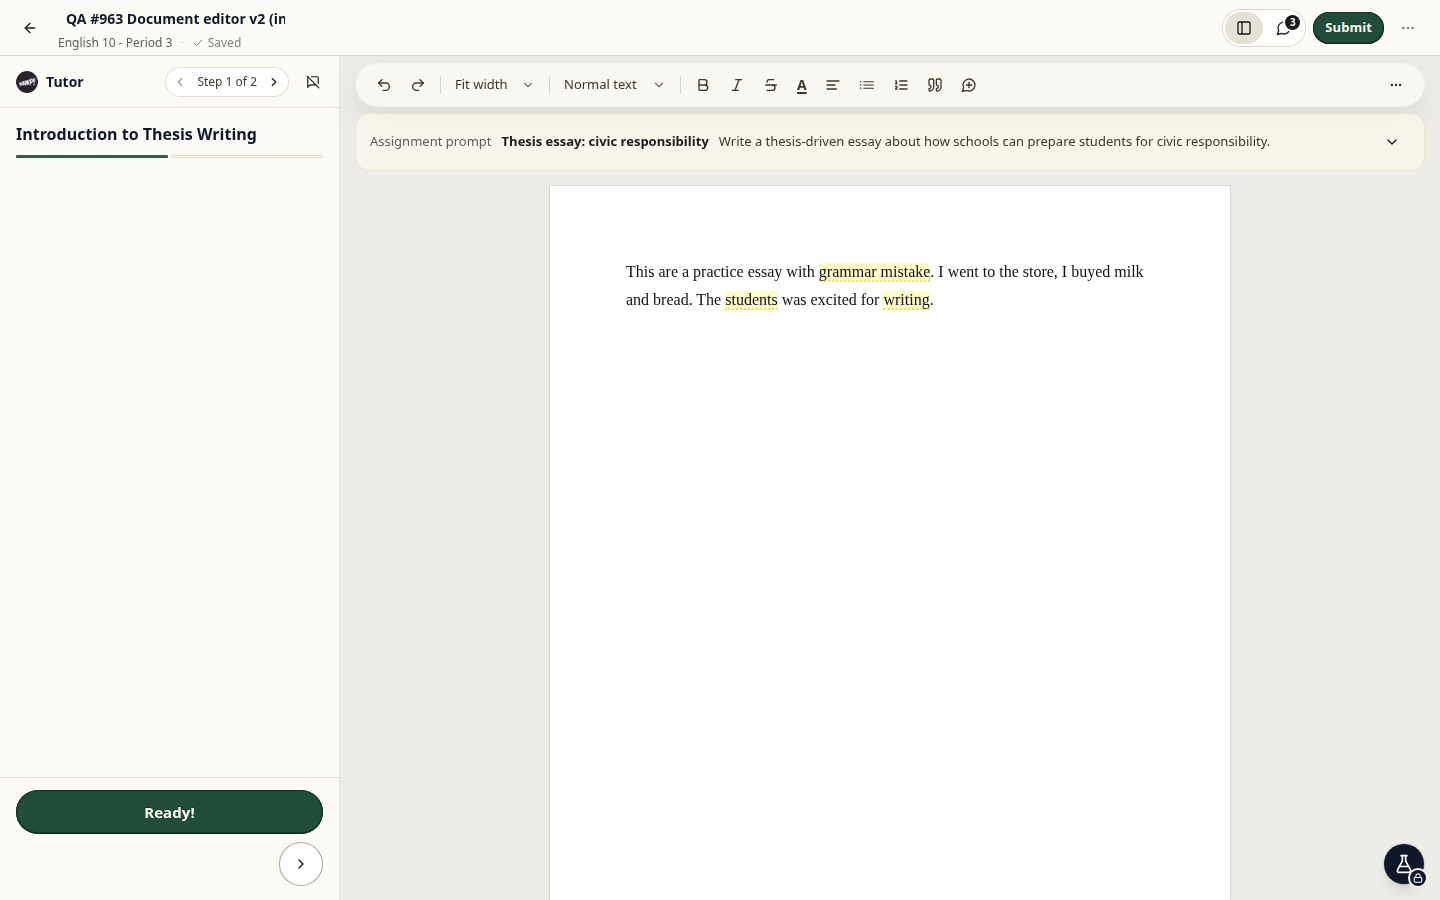 QA #963 Document editor v2 (in
English 10 - Period 3 · Saved
3
Submit
Tutor
Step 1 of 2
Introduction to Thesis Writing
Fit width
Normal text
Assignment prompt Thesis essay: civic responsibility Write a thesis-driven essay about how schools can prepare students for civic responsibility.
This are a practice essay with grammar mistake. I went to the store, I buyed milk
and bread. The students was excited for writing.
Ready!